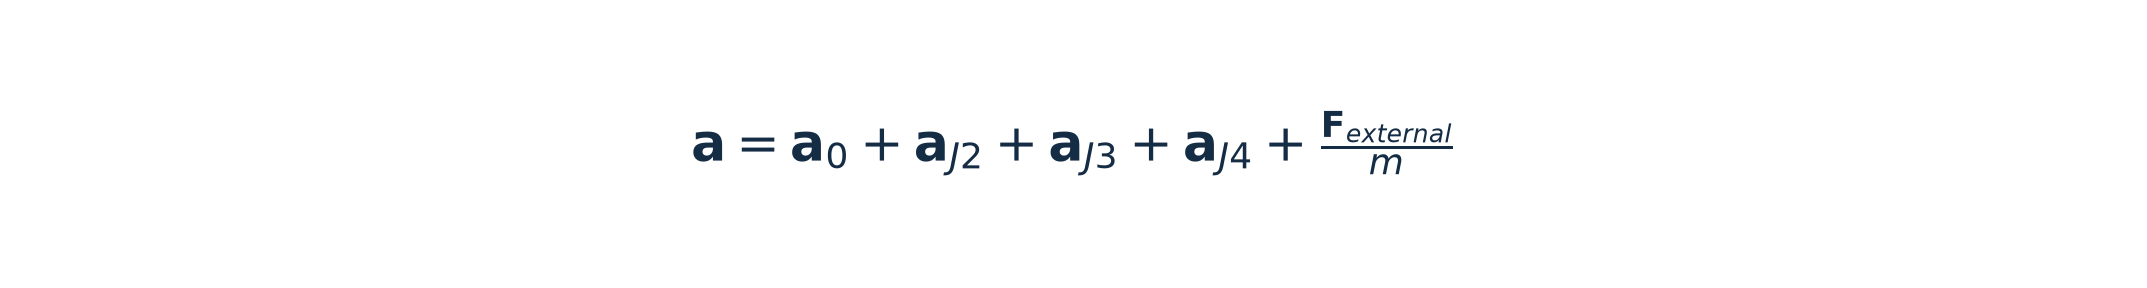 a = a₀ + a_J2 + a_J3 + a_J4 + F_external / m